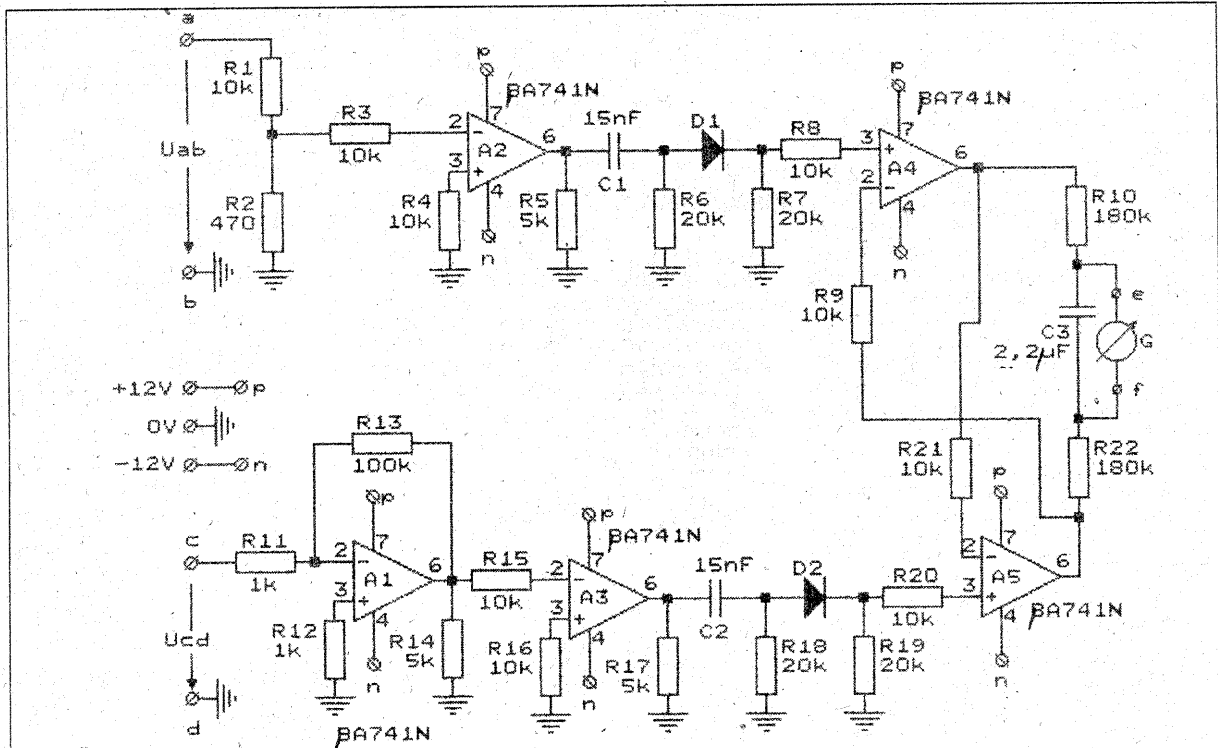 a
R1
10k
Uab
R2
470
b
R3
10k
p
BA741N
7
2
-
3
+
A2
6
4
R4
10k
n
R5
5k
15nF
C1
D1
R6
20k
R7
20k
R8
10k
p
BA741N
7
3
+
2
-
A4
6
4
n
R9
10k
R10
180k
e
C3
2,2µF
G
f
R22
180k
+12V
p
0V
-12V
n
R13
100k
c
R11
1k
p
7
2
-
3
+
A1
6
4
R12
1k
n
R14
5k
Ucd
d
BA741N
R15
10k
p
BA741N
7
2
-
3
+
A3
6
4
R16
10k
n
R17
5k
15nF
C2
D2
R18
20k
R19
20k
R20
10k
R21
10k
p
7
2
-
3
+
A5
6
4
n
BA741N